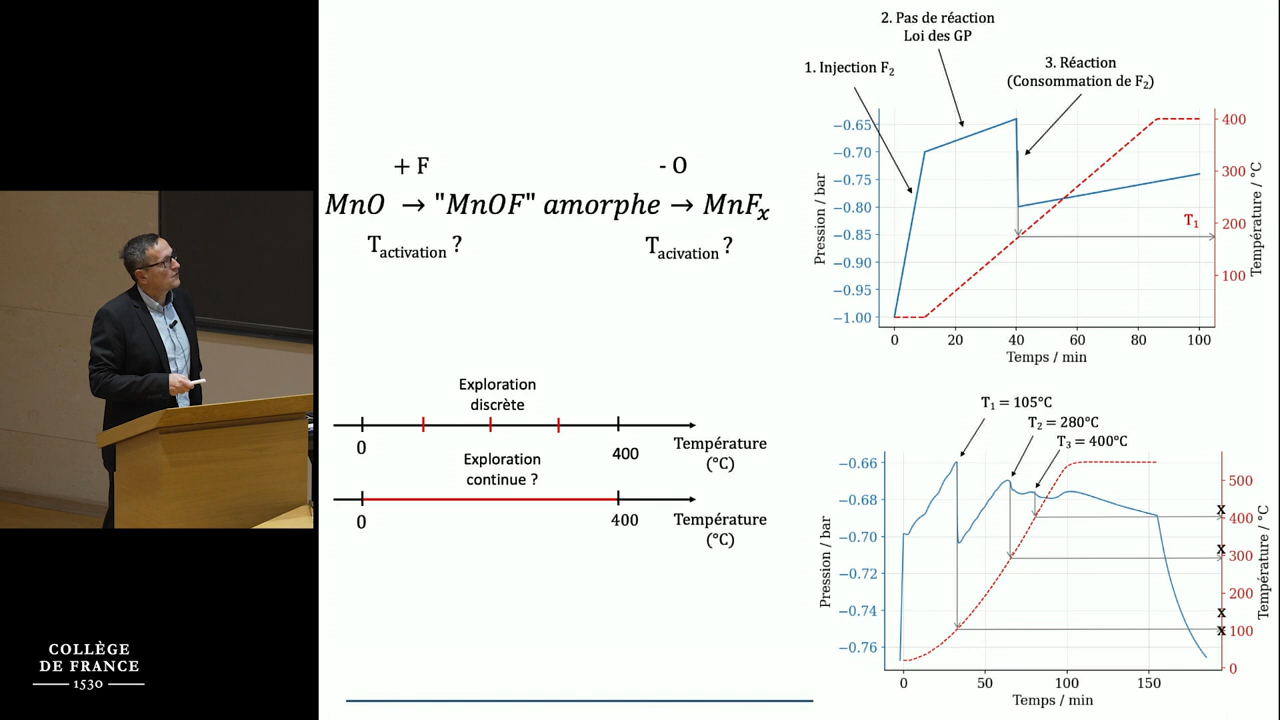 2. Pas de réaction
Loi des GP
1. Injection F₂
3. Réaction
(Consommation de F₂)
+ F
- O
MnO → "MnOF" amorphe → MnFₓ
Tactivation ?
Tacivation ?
Pression / bar
−0.65
−0.70
−0.75
−0.80
−0.85
−0.90
−0.95
−1.00
0
20
40
60
80
100
Temps / min
T₁
400
300
200
100
Température / °C
Exploration
discrète
0
400
Température
(°C)
Exploration
continue ?
0
400
Température
(°C)
T₁ = 105°C
T₂ = 280°C
T₃ = 400°C
Pression / bar
−0.66
−0.68
−0.70
−0.72
−0.74
−0.76
0
50
100
150
Temps / min
x
x
x
x
500
400
300
200
100
0
Température / °C
COLLÈGE
DE FRANCE
1530